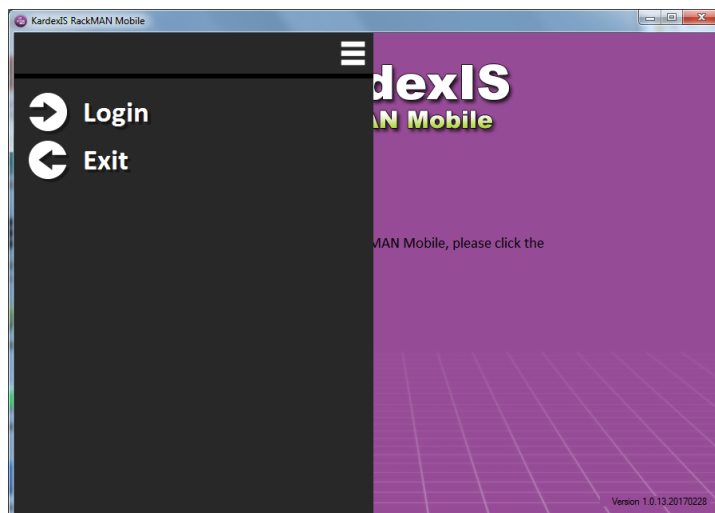 KardexIS RackMAN Mobile
dexIS
AN Mobile
Login
Exit
MAN Mobile, please click the
Version 1.0.13.20170228